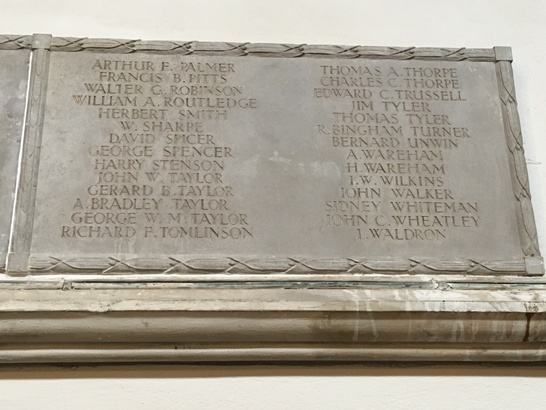 ARTHUR F. PALMER
FRANCIS B. PITTS
WALTER G. ROBINSON
WILLIAM A. ROUTLEDGE
HERBERT SMITH
W. SHARPE
DAVID SPICER
GEORGE SPENCER
HARRY STENSON
JOHN W. TAYLOR
GERARD B. TAYLOR
A. BRADLEY TAYLOR
GEORGE W. M. TAYLOR
RICHARD F. TOMLINSON
THOMAS A. THORPE
CHARLES C. THORPE
EDWARD C. TRUSSELL
JIM TYLER
THOMAS TYLER
R. BINGHAM TURNER
BERNARD UNWIN
A. WAREHAM
H. WAREHAM
I. W. WILKINS
JOHN WALKER
SIDNEY WHITEMAN
JOHN C. WHEATLEY
I. WALDRON